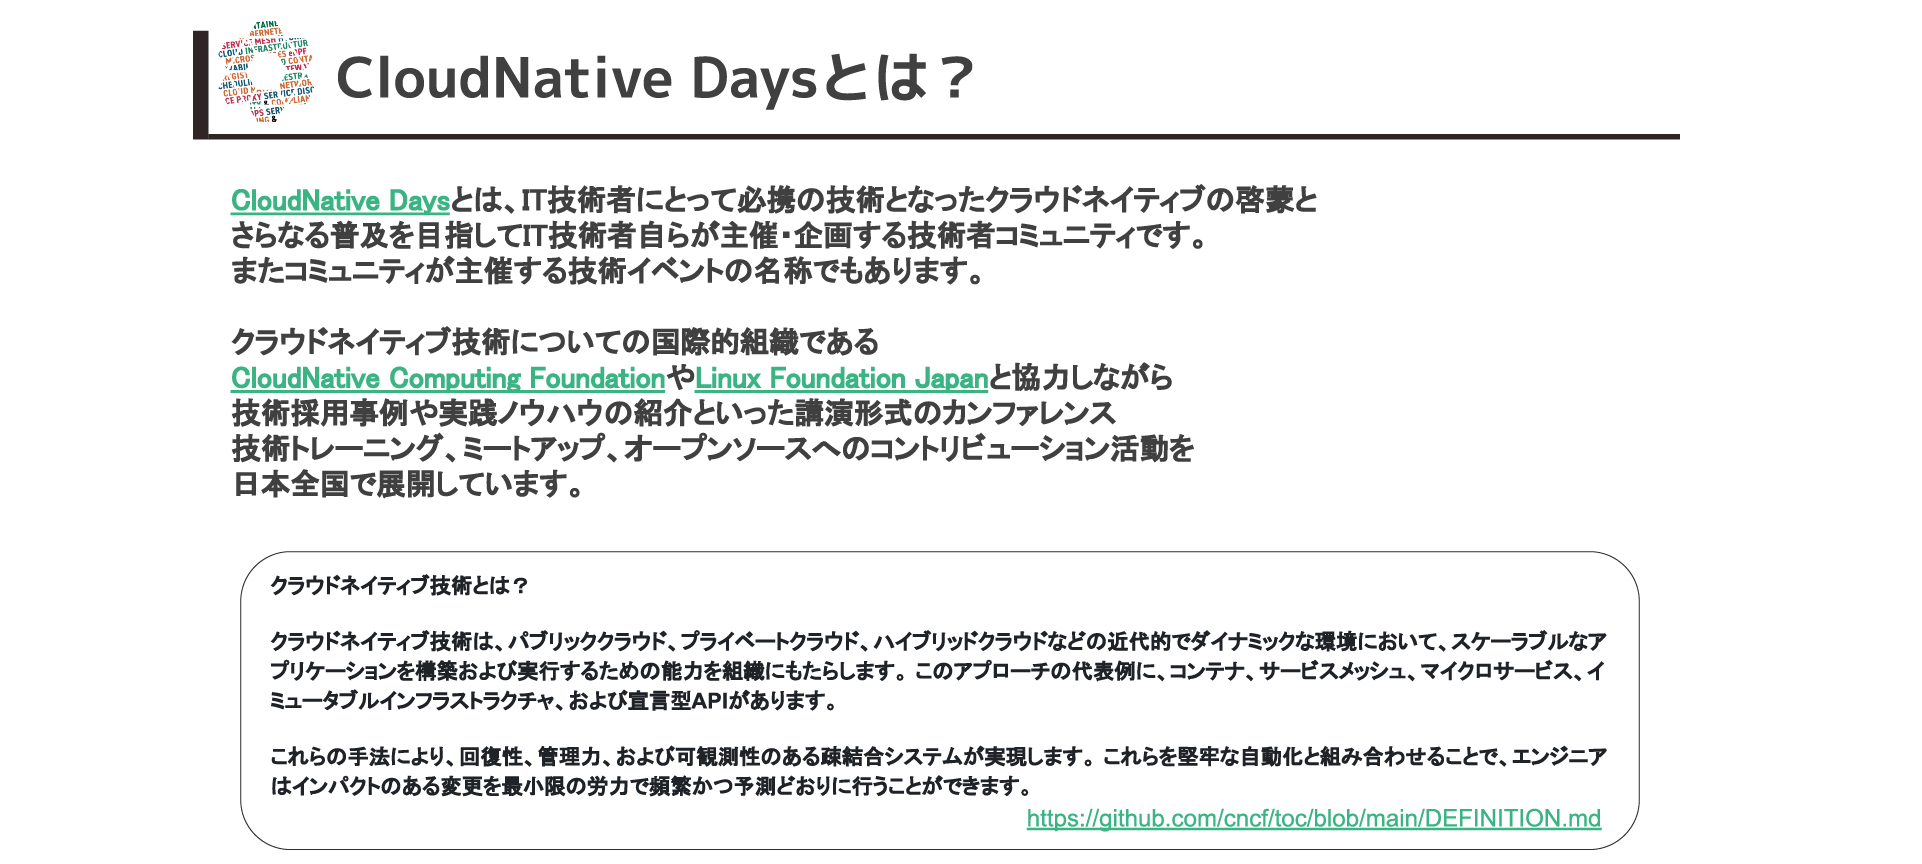 CloudNative Daysとは？
CloudNative Daysとは、IT技術者にとって必携の技術となったクラウドネイティブの啓蒙と
さらなる普及を目指してIT技術者自らが主催・企画する技術者コミュニティです。
またコミュニティが主催する技術イベントの名称でもあります。
クラウドネイティブ技術についての国際的組織である
CloudNative Computing FoundationやLinux Foundation Japanと協力しながら
技術採用事例や実践ノウハウの紹介といった講演形式のカンファレンス
技術トレーニング、ミートアップ、オープンソースへのコントリビューション活動を
日本全国で展開しています。
クラウドネイティブ技術とは？
クラウドネイティブ技術は、パブリッククラウド、プライベートクラウド、ハイブリッドクラウドなどの近代的でダイナミックな環境において、スケーラブルなア
プリケーションを構築および実行するための能力を組織にもたらします。このアプローチの代表例に、コンテナ、サービスメッシュ、マイクロサービス、イ
ミュータブルインフラストラクチャ、および宣言型APIがあります。
これらの手法により、回復性、管理力、および可観測性のある疎結合システムが実現します。これらを堅牢な自動化と組み合わせることで、エンジニア
はインパクトのある変更を最小限の労力で頻繁かつ予測どおりに行うことができます。
https://github.com/cncf/toc/blob/main/DEFINITION.md